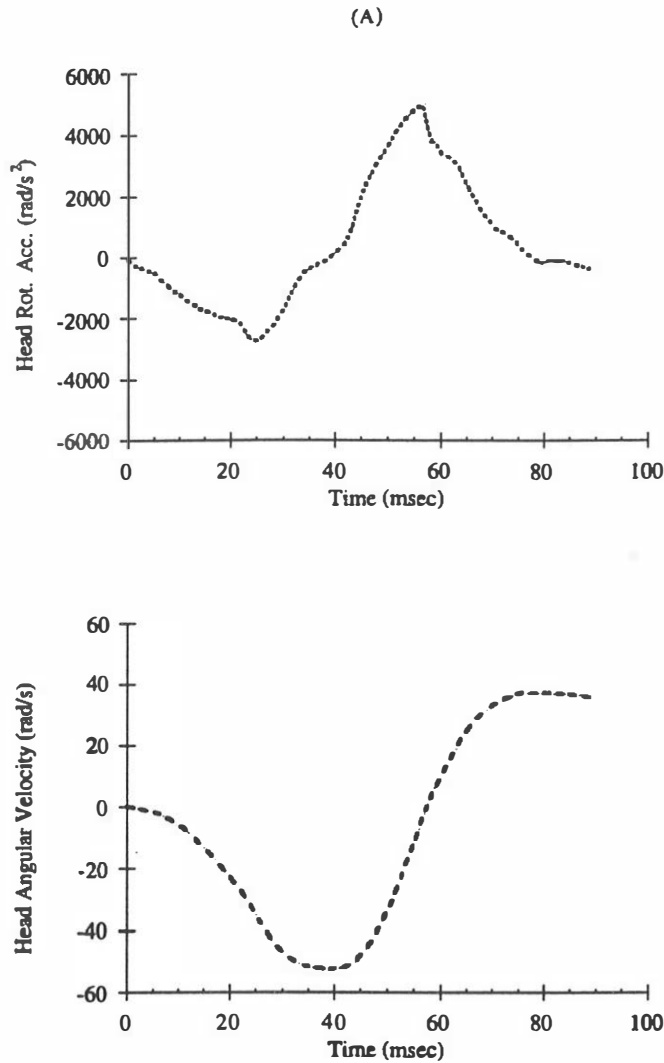 (A)
Head Rot. Acc. (rad/s²)
6000
4000
2000
0
-2000
-4000
-6000
0 20 40 60 80 100
Time (msec)
Head Angular Velocity (rad/s)
60
40
20
0
-20
-40
-60
0 20 40 60 80 100
Time (msec)